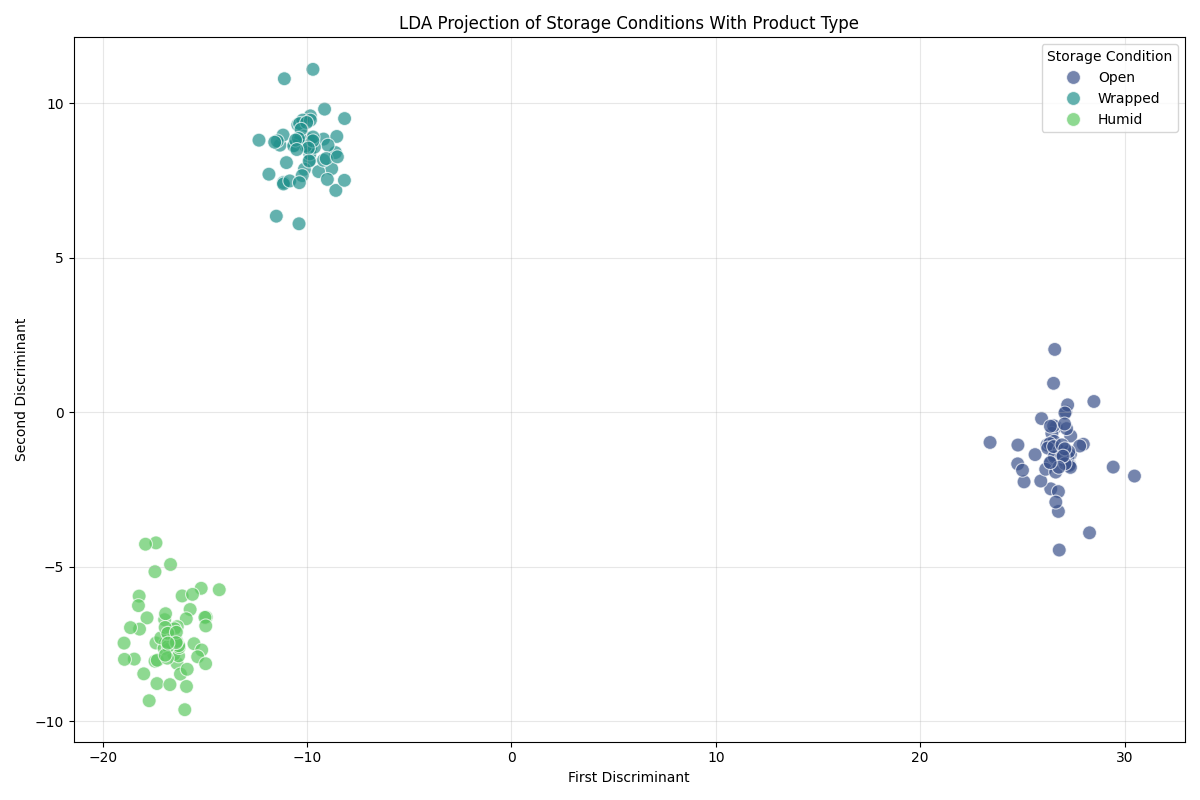 LDA Projection of Storage Conditions With Product Type
Storage Condition
Open
Wrapped
Humid
Second Discriminant
10
5
0
−5
−10
−20
−10
0
10
20
30
First Discriminant